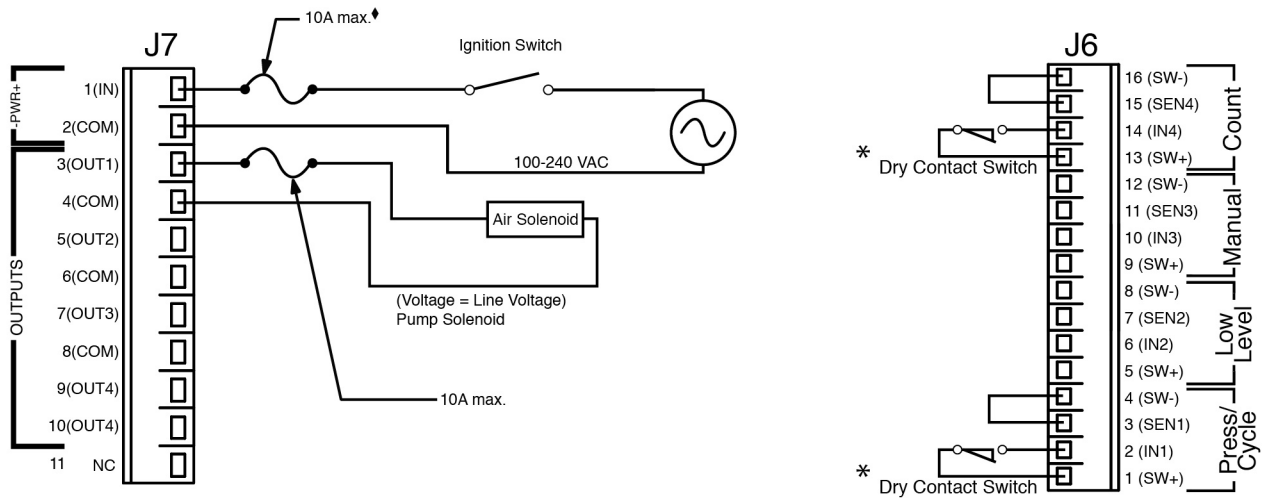 J7
10A max.♦
Ignition Switch
-PWR+
1(IN)
2(COM)
100-240 VAC
OUTPUTS
3(OUT1)
4(COM)
Air Solenoid
5(OUT2)
6(COM)
(Voltage = Line Voltage)
Pump Solenoid
7(OUT3)
8(COM)
9(OUT4)
10A max.
10(OUT4)
11 NC
J6
16 (SW-)
15 (SEN4)
14 (IN4)
13 (SW+)
Count
* Dry Contact Switch
12 (SW-)
11 (SEN3)
10 (IN3)
9 (SW+)
Manual
8 (SW-)
7 (SEN2)
6 (IN2)
5 (SW+)
Low
Level
4 (SW-)
3 (SEN1)
2 (IN1)
1 (SW+)
Press/
Cycle
* Dry Contact Switch